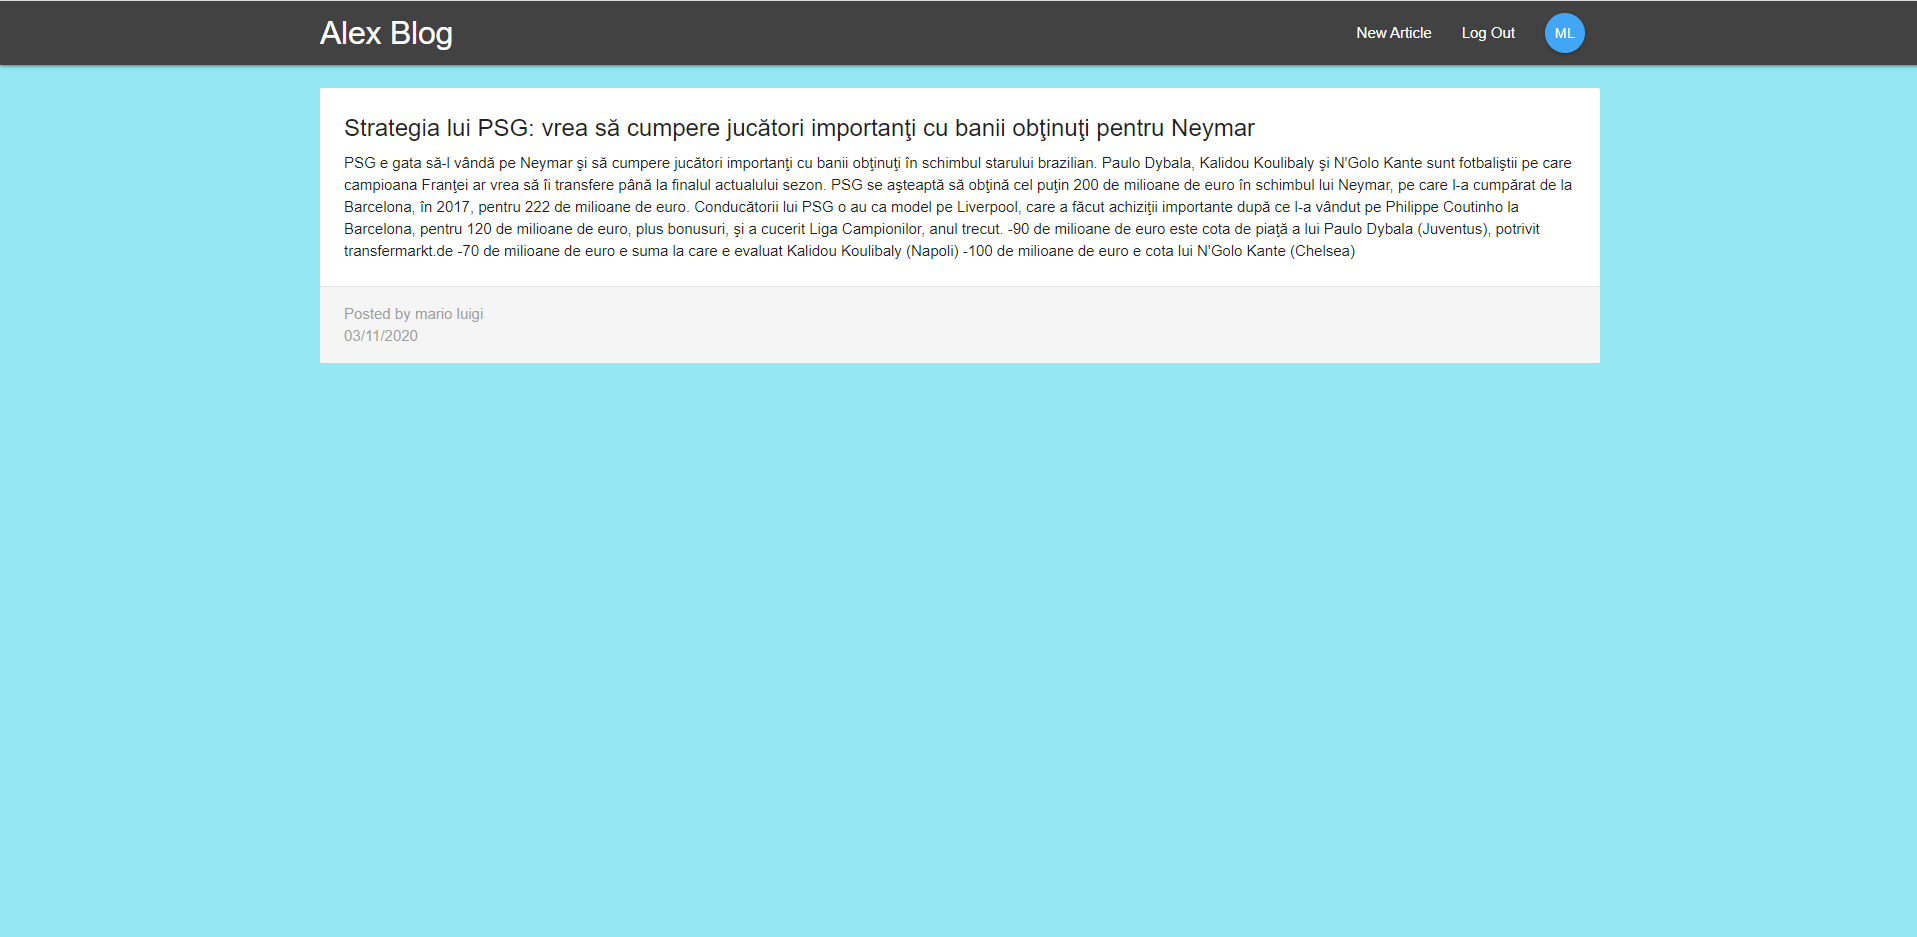 Alex Blog
New Article
Log Out
ML
Strategia lui PSG: vrea să cumpere jucători importanţi cu banii obţinuţi pentru Neymar
PSG e gata să-l vândă pe Neymar şi să cumpere jucători importanţi cu banii obţinuţi în schimbul starului brazilian. Paulo Dybala, Kalidou Koulibaly şi N'Golo Kante sunt fotbaliştii pe care
campioana Franţei ar vrea să îi transfere până la finalul actualului sezon. PSG se aşteaptă să obţină cel puţin 200 de milioane de euro în schimbul lui Neymar, pe care l-a cumpărat de la
Barcelona, în 2017, pentru 222 de milioane de euro. Conducătorii lui PSG o au ca model pe Liverpool, care a făcut achiziţii importante după ce l-a vândut pe Philippe Coutinho la
Barcelona, pentru 120 de milioane de euro, plus bonusuri, şi a cucerit Liga Campionilor, anul trecut. -90 de milioane de euro este cota de piaţă a lui Paulo Dybala (Juventus), potrivit
transfermarkt.de -70 de milioane de euro e suma la care e evaluat Kalidou Koulibaly (Napoli) -100 de milioane de euro e cota lui N'Golo Kante (Chelsea)
Posted by mario luigi
03/11/2020